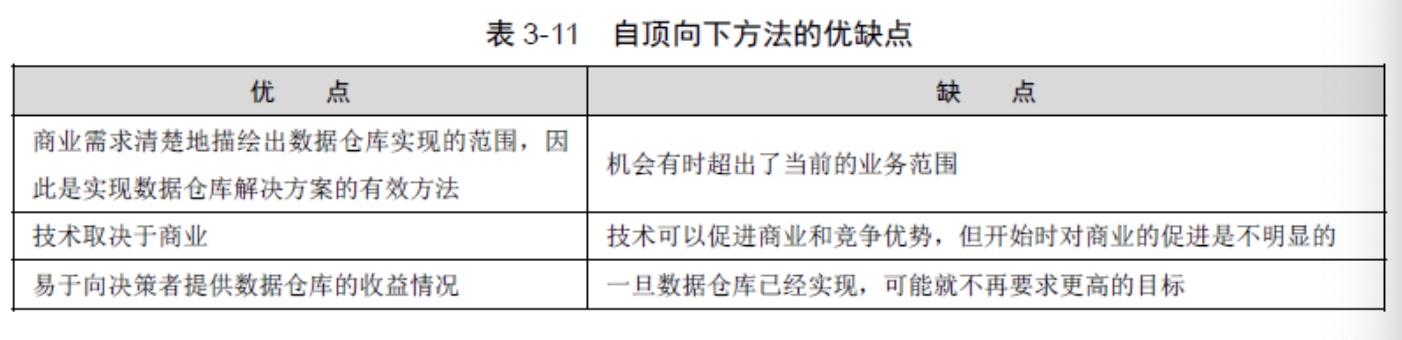 表 3-11 自顶向下方法的优缺点
优 点
缺 点
商业需求清楚地描绘出数据仓库实现的范围，因
此是实现数据仓库解决方案的有效方法
机会有时超出了当前的业务范围
技术取决于商业
技术可以促进商业和竞争优势，但开始时对商业的促进是不明显的
易于向决策者提供数据仓库的收益情况
一旦数据仓库已经实现，可能就不再要求更高的目标